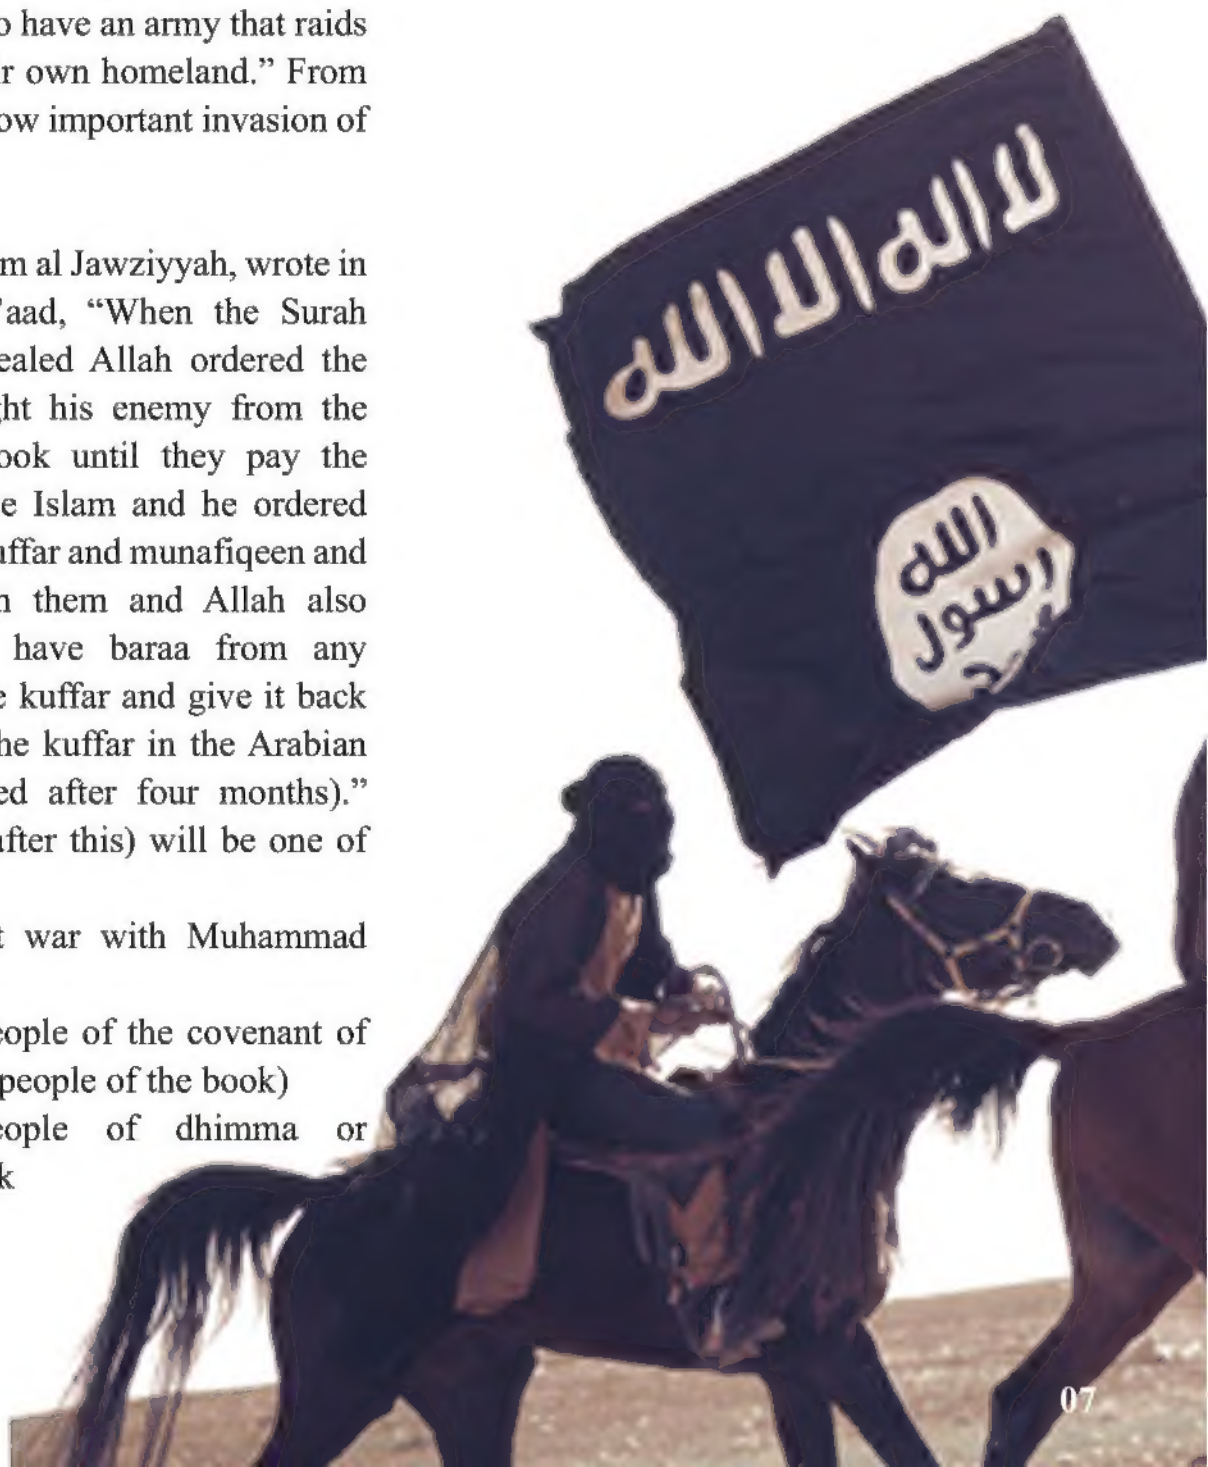 o have an army that raids
r own homeland.” From
ow important invasion of
m al Jawziyyah, wrote in
’aad, “When the Surah
ealed Allah ordered the
ght his enemy from the
ook until they pay the
e Islam and he ordered
uffar and munafiqeen and
n them and Allah also
have baraa from any
e kuffar and give it back
he kuffar in the Arabian
ed after four months).”
after this) will be one of
t war with Muhammad
eople of the covenant of
people of the book)
eople of dhimma or
k
لا اله الا الله
الله
رسول
07